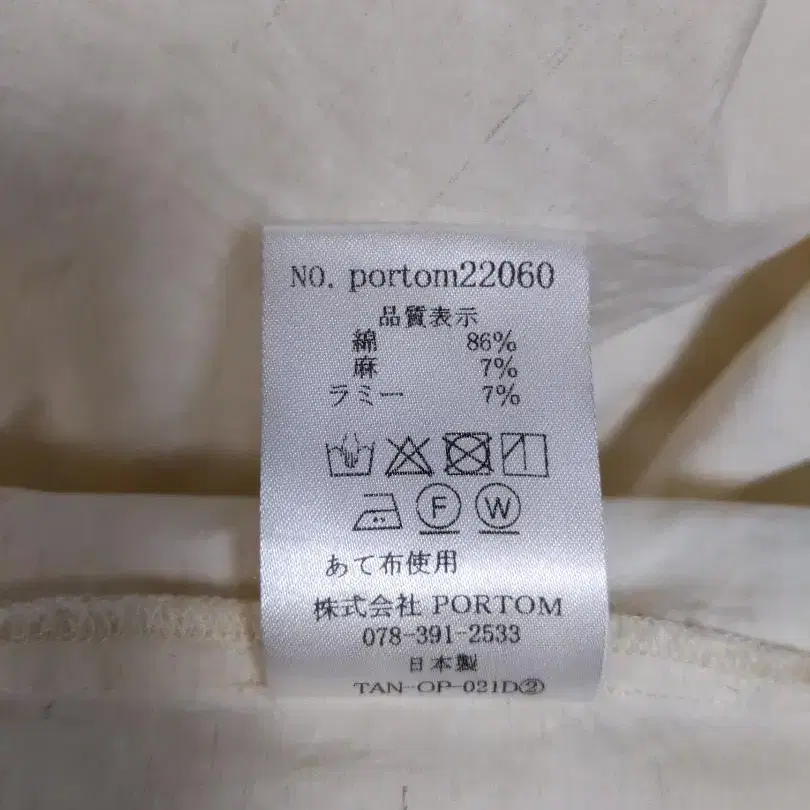 NO. portom22060
品質表示
綿 86%
麻 7%
ラミー 7%
F W
あて布使用
株式会社 PORTOM
078-391-2533
日本製
TAN-OP-021D②